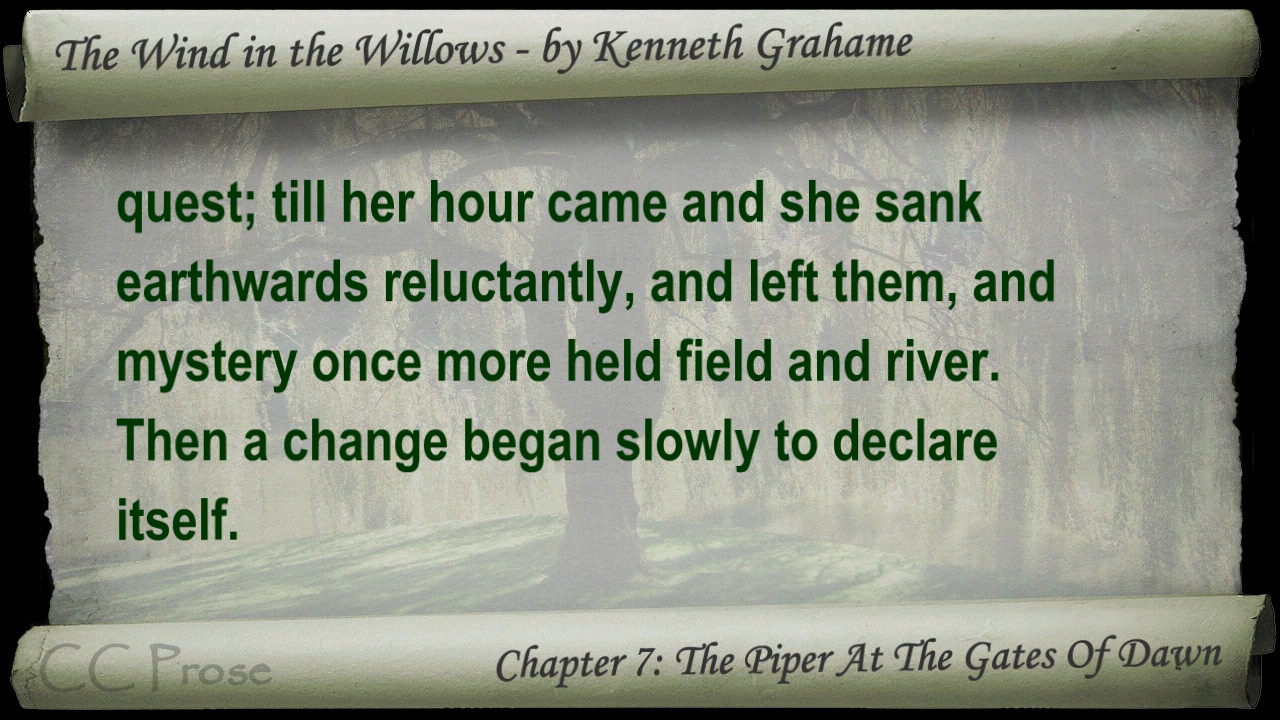 The Wind in the Willows - by Kenneth Grahame
quest; till her hour came and she sank
earthwards reluctantly, and left them, and
mystery once more held field and river.
Then a change began slowly to declare
itself.
CC Prose
Chapter 7: The Piper At The Gates Of Dawn